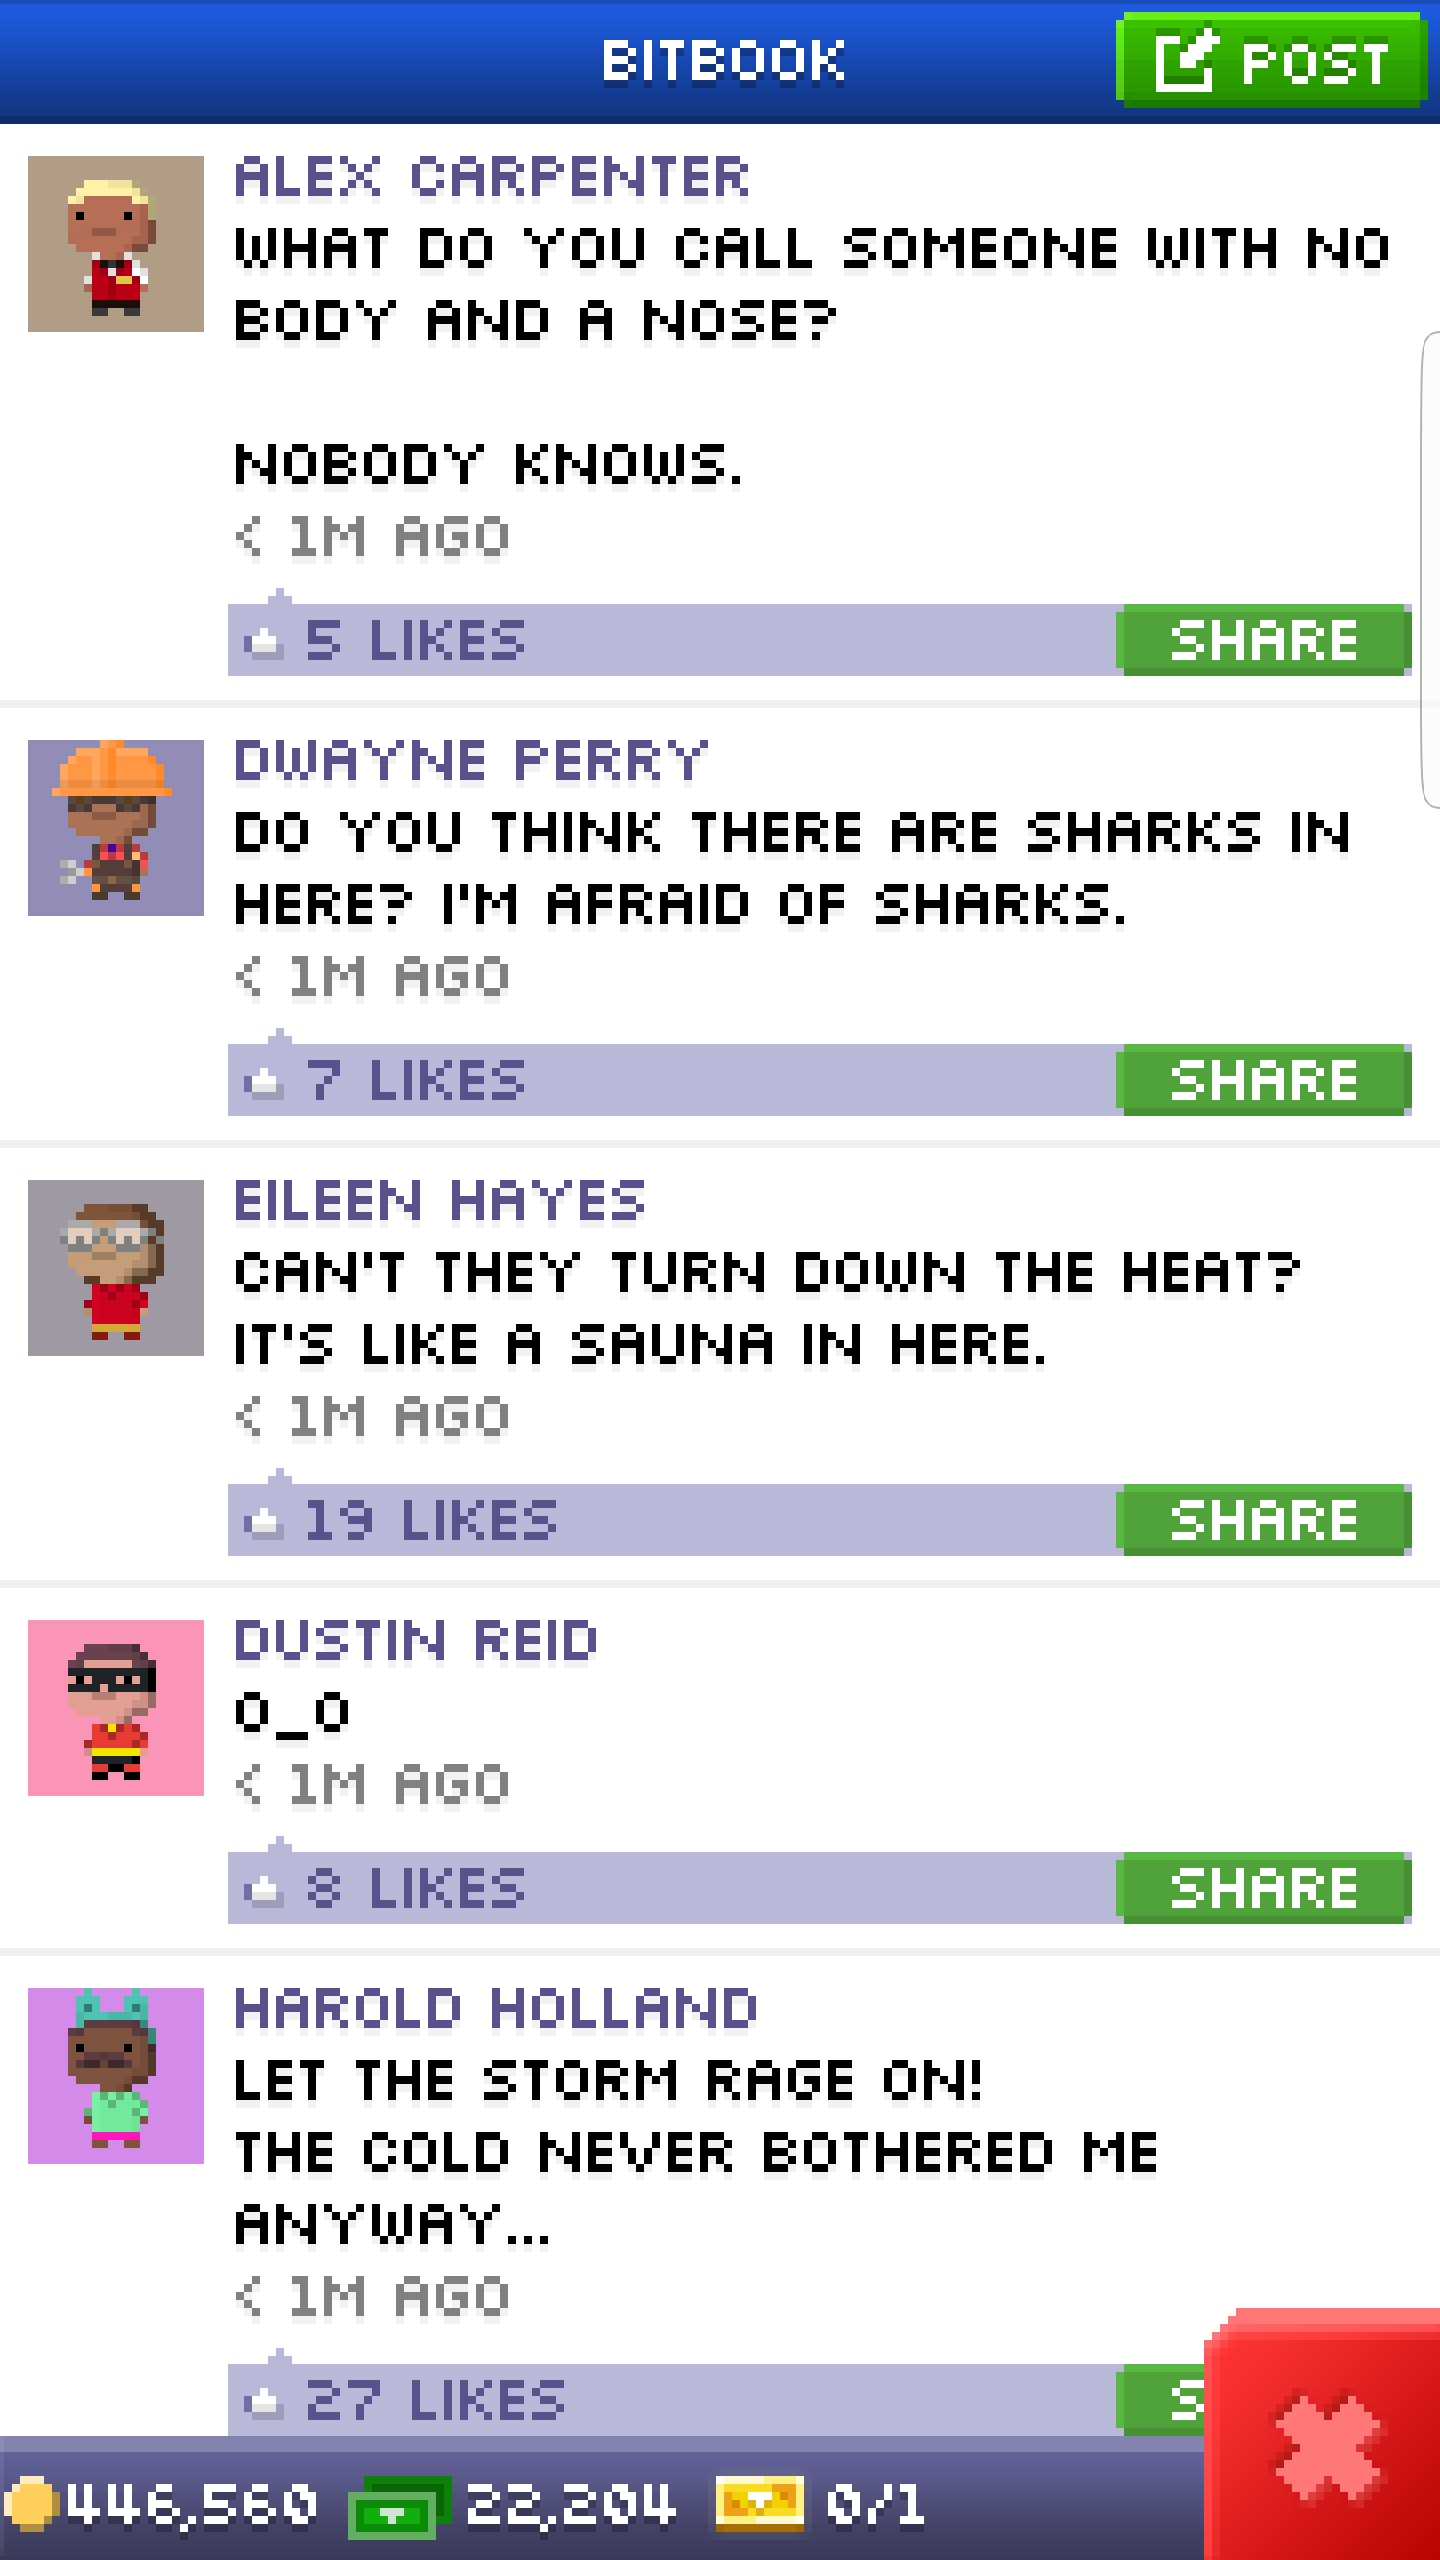 BITBOOK
POST
ALEX CARPENTER
WHAT DO YOU CALL SOMEONE WITH NO
BODY AND A NOSE?
NOBODY KNOWS.
< 1M AGO
5 LIKES
SHARE
DWAYNE PERRY
DO YOU THINK THERE ARE SHARKS IN
HERE? I'M AFRAID OF SHARKS.
< 1M AGO
7 LIKES
SHARE
EILEEN HAYES
CAN'T THEY TURN DOWN THE HEAT?
IT'S LIKE A SAUNA IN HERE.
< 1M AGO
19 LIKES
SHARE
DUSTIN REID
O_O
< 1M AGO
8 LIKES
SHARE
HAROLD HOLLAND
LET THE STORM RAGE ON!
THE COLD NEVER BOTHERED ME
ANYWAY...
< 1M AGO
27 LIKES
S
446,560
22,204
0/1